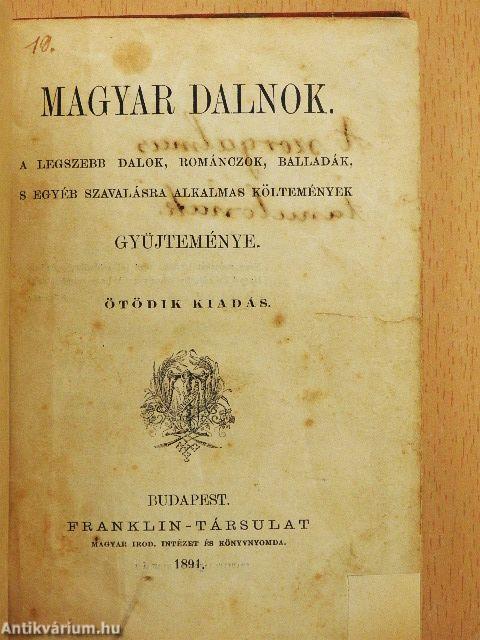 10.
MAGYAR DALNOK.
A LEGSZEBB DALOK, ROMÁNCZOK, BALLADÁK,
S EGYÉB SZAVALÁSRA ALKALMAS KÖLTEMÉNYEK
GYÜJTEMÉNYE.
ÖTÖDIK KIADÁS.
BUDAPEST.
FRANKLIN-TÁRSULAT
MAGYAR IROD. INTÉZET ÉS KÖNYVNYOMDA.
1891.
Antikvárium.hu